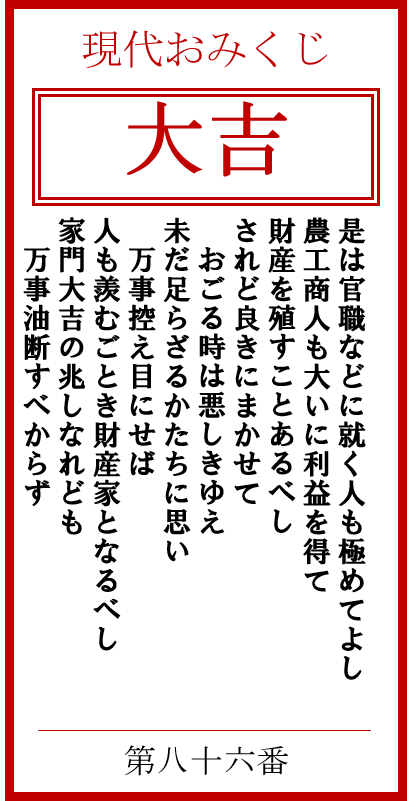 現代おみくじ
大吉
是は官職などに就く人も極めてよし
農工商人も大いに利益を得て
財産を殖すことあるべし
されど良きにまかせて
おごる時は悪しきゆえ
未だ足らざるかたちに思い
万事控え目にせば
人も羨むごとき財産家となるべし
家門大吉の兆しなれども
万事油断すべからず
第八十六番